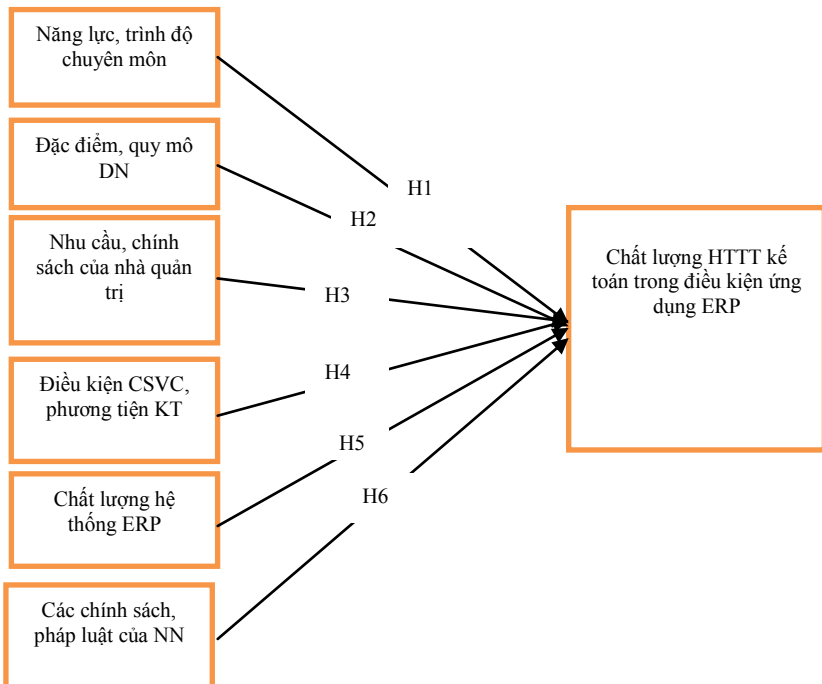 Năng lực, trình độ
chuyên môn
Đặc điểm, quy mô
DN
Nhu cầu, chính
sách của nhà quản
trị
Điều kiện CSVC,
phương tiện KT
Chất lượng hệ
thống ERP
Các chính sách,
pháp luật của NN
H1
H2
H3
H4
H5
H6
Chất lượng HTTT kế
toán trong điều kiện ứng
dụng ERP